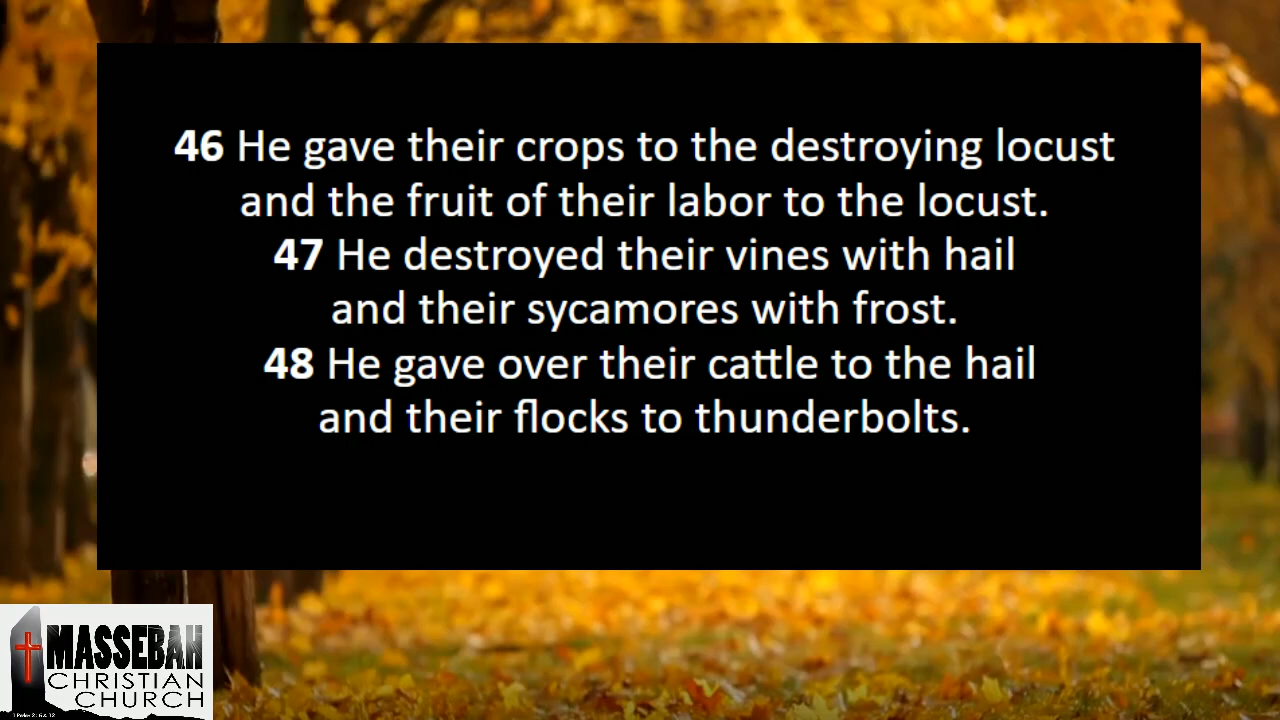 46 He gave their crops to the destroying locust
and the fruit of their labor to the locust.
47 He destroyed their vines with hail
and their sycamores with frost.
48 He gave over their cattle to the hail
and their flocks to thunderbolts.
MASSEBAH
CHRISTIAN
CHURCH